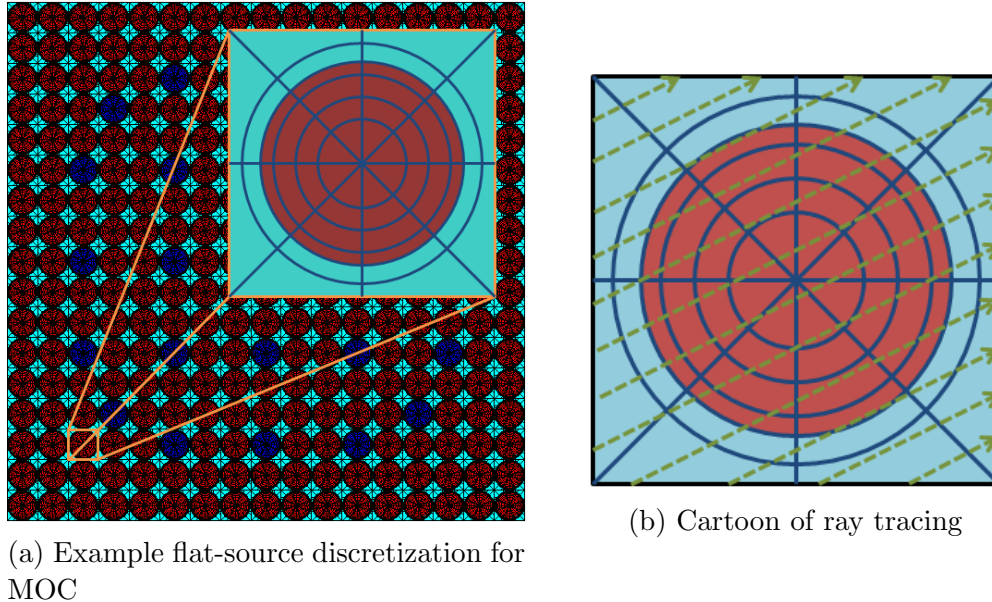 (a) Example flat-source discretization for
MOC
(b) Cartoon of ray tracing